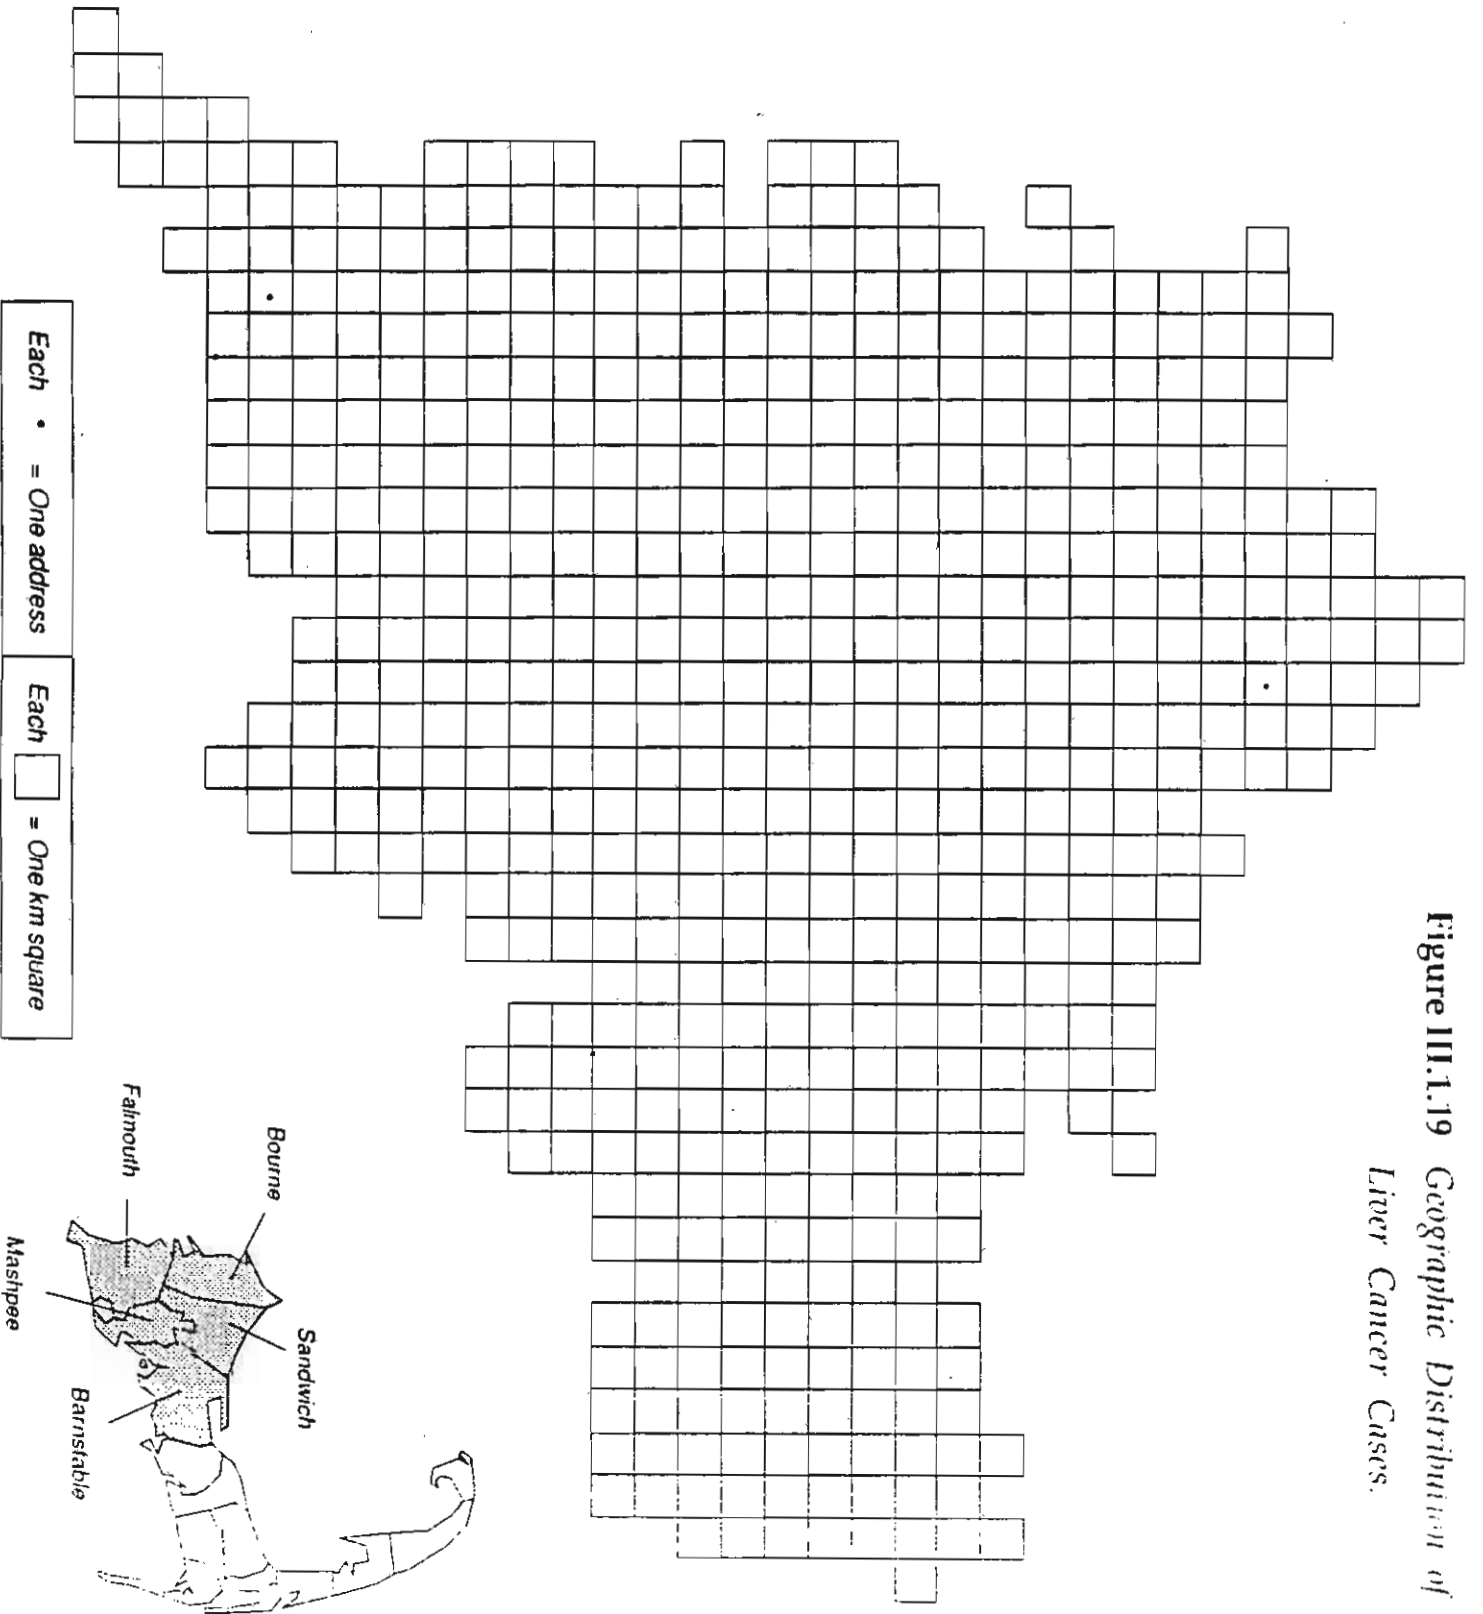 Figure III.1.19 Geographic Distribution of
Liver Cancer Cases.
Each • = One address
Each □ = One km square
Bourne
Sandwich
Falmouth
Mashpee
Barnstable